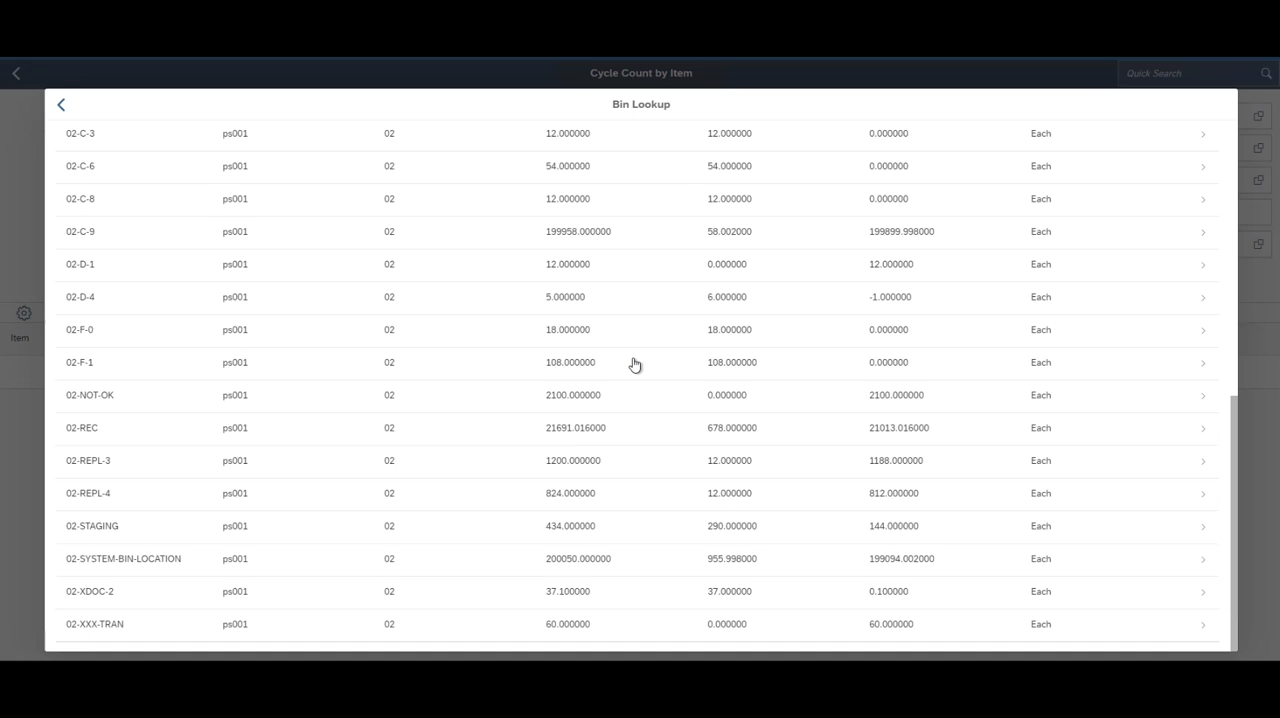 Cycle Count by Item
Quick Search
Bin Lookup
02-C-3 ps001 02 12.000000 12.000000 0.000000 Each
02-C-6 ps001 02 54.000000 54.000000 0.000000 Each
02-C-8 ps001 02 12.000000 12.000000 0.000000 Each
02-C-9 ps001 02 199958.000000 58.002000 199899.998000 Each
02-D-1 ps001 02 12.000000 0.000000 12.000000 Each
02-D-4 ps001 02 5.000000 6.000000 -1.000000 Each
02-F-0 ps001 02 18.000000 18.000000 0.000000 Each
Item
02-F-1 ps001 02 108.000000 108.000000 0.000000 Each
02-NOT-OK ps001 02 2100.000000 0.000000 2100.000000 Each
02-REC ps001 02 21691.016000 678.000000 21013.016000 Each
02-REPL-3 ps001 02 1200.000000 12.000000 1188.000000 Each
02-REPL-4 ps001 02 824.000000 12.000000 812.000000 Each
02-STAGING ps001 02 434.000000 290.000000 144.000000 Each
02-SYSTEM-BIN-LOCATION ps001 02 200050.000000 955.998000 199094.002000 Each
02-XDOC-2 ps001 02 37.100000 37.000000 0.100000 Each
02-XXX-TRAN ps001 02 60.000000 0.000000 60.000000 Each